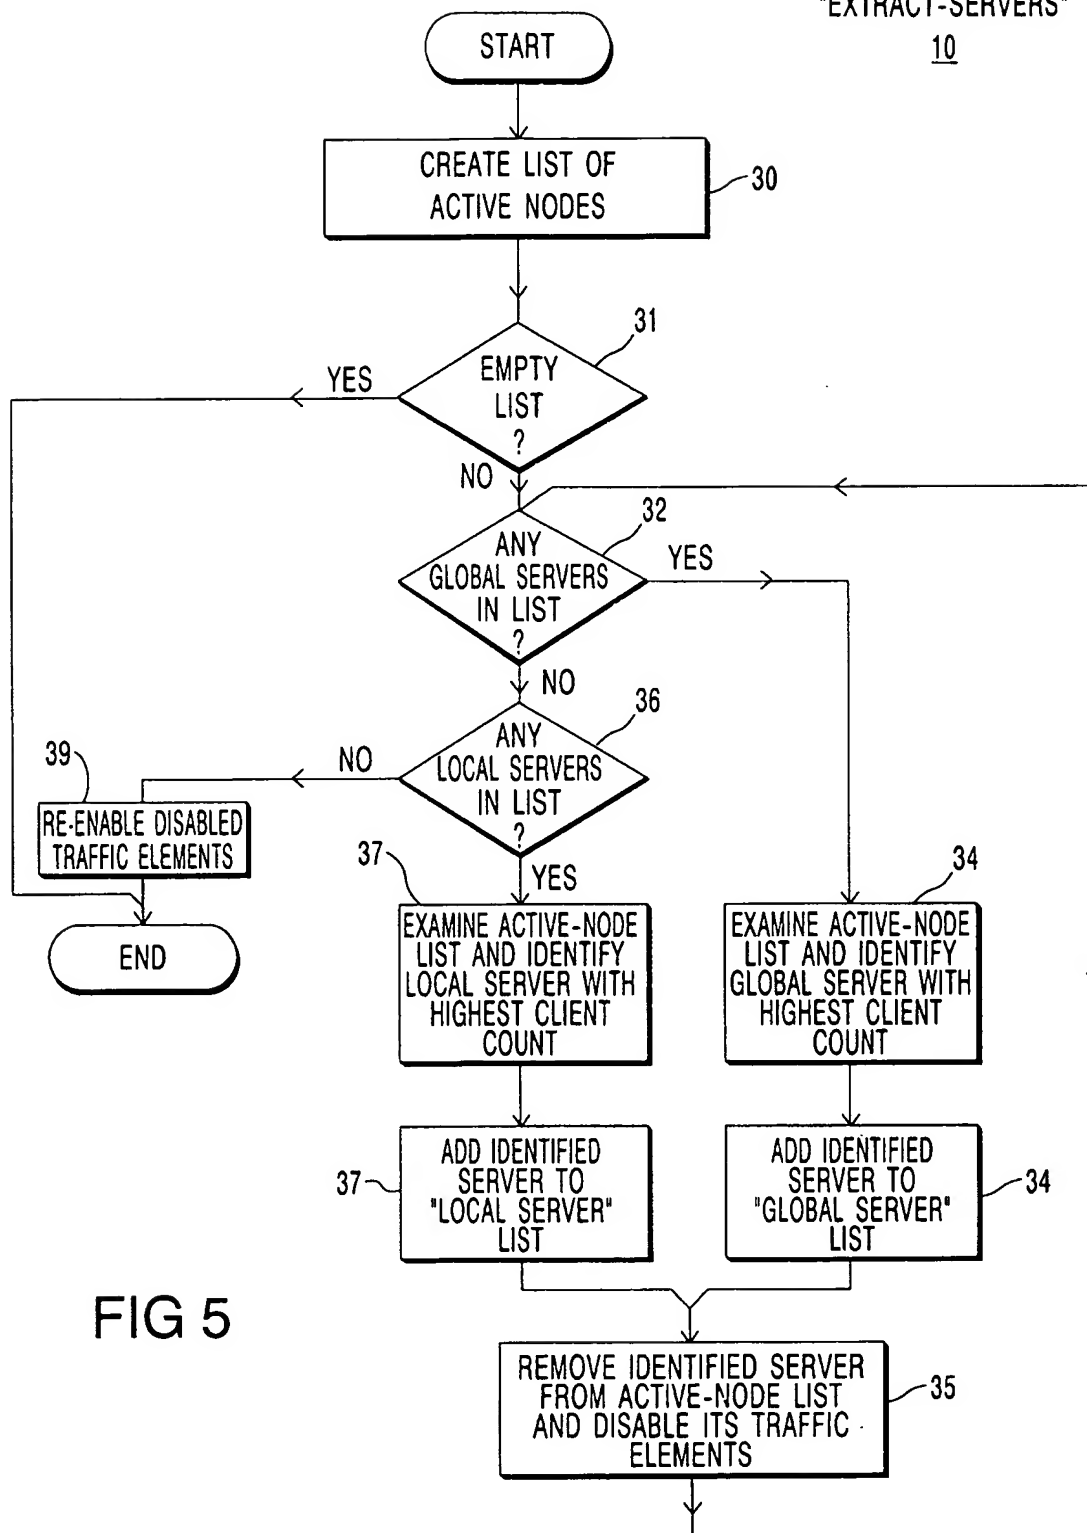 "EXTRACT-SERVERS"
10
START
CREATE LIST OF
ACTIVE NODES
30
31
EMPTY
LIST
?
YES
NO
32
ANY
GLOBAL SERVERS
IN LIST
?
YES
NO
36
ANY
LOCAL SERVERS
IN LIST
?
NO
39
RE-ENABLE DISABLED
TRAFFIC ELEMENTS
END
YES
37
EXAMINE ACTIVE-NODE
LIST AND IDENTIFY
LOCAL SERVER WITH
HIGHEST CLIENT
COUNT
34
EXAMINE ACTIVE-NODE
LIST AND IDENTIFY
GLOBAL SERVER WITH
HIGHEST CLIENT
COUNT
37
ADD IDENTIFIED
SERVER TO
"LOCAL SERVER"
LIST
ADD IDENTIFIED
SERVER TO
"GLOBAL SERVER"
LIST
34
FIG 5
REMOVE IDENTIFIED SERVER
FROM ACTIVE-NODE LIST
AND DISABLE ITS TRAFFIC
ELEMENTS
35